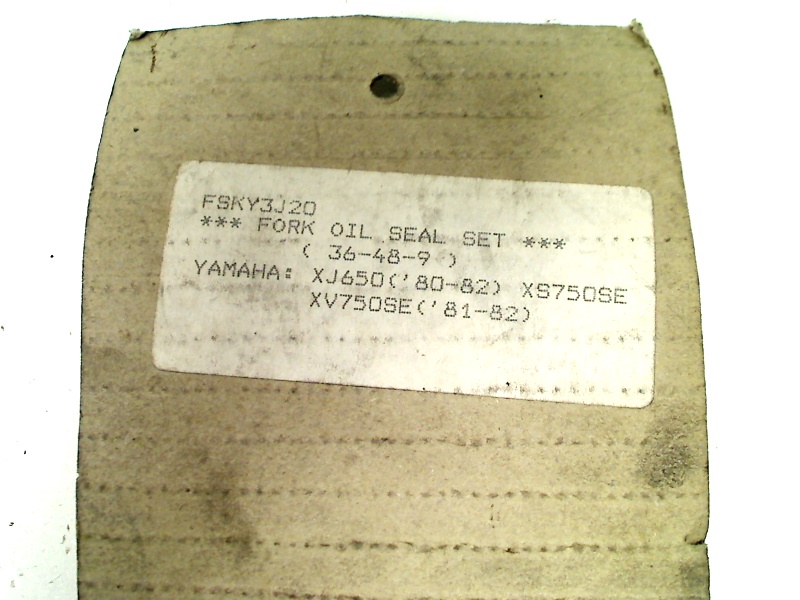 FSKY3J20
*** FORK OIL SEAL SET ***
( 36-48-9 )
YAMAHA: XJ650('80-82) XS750SE
XV750SE('81-82)